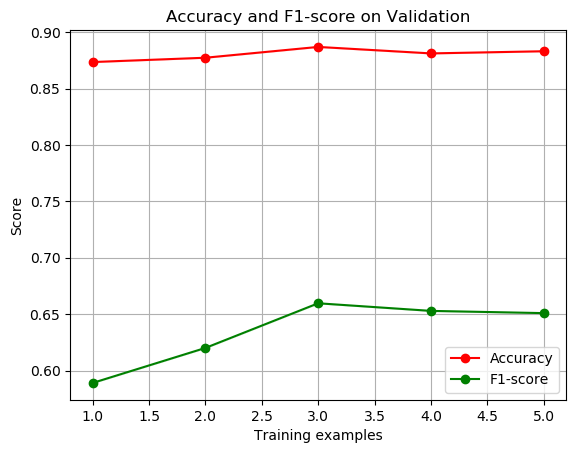 Accuracy and F1-score on Validation
0.90
0.85
0.80
0.75
0.70
0.65
0.60
Score
Accuracy
F1-score
1.0 1.5 2.0 2.5 3.0 3.5 4.0 4.5 5.0
Training examples